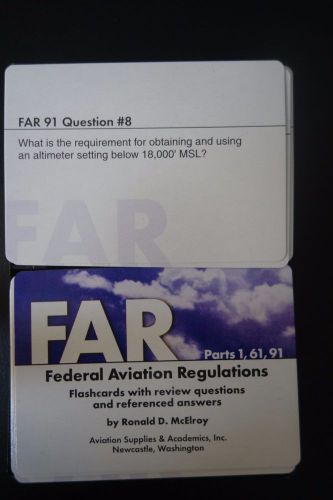 FAR 91 Question #8
What is the requirement for obtaining and using
an altimeter setting below 18,000' MSL?
FAR
FAR
Parts 1, 61, 91
Federal Aviation Regulations
Flashcards with review questions
and referenced answers
by Ronald D. McElroy
Aviation Supplies & Academics, Inc.
Newcastle, Washington